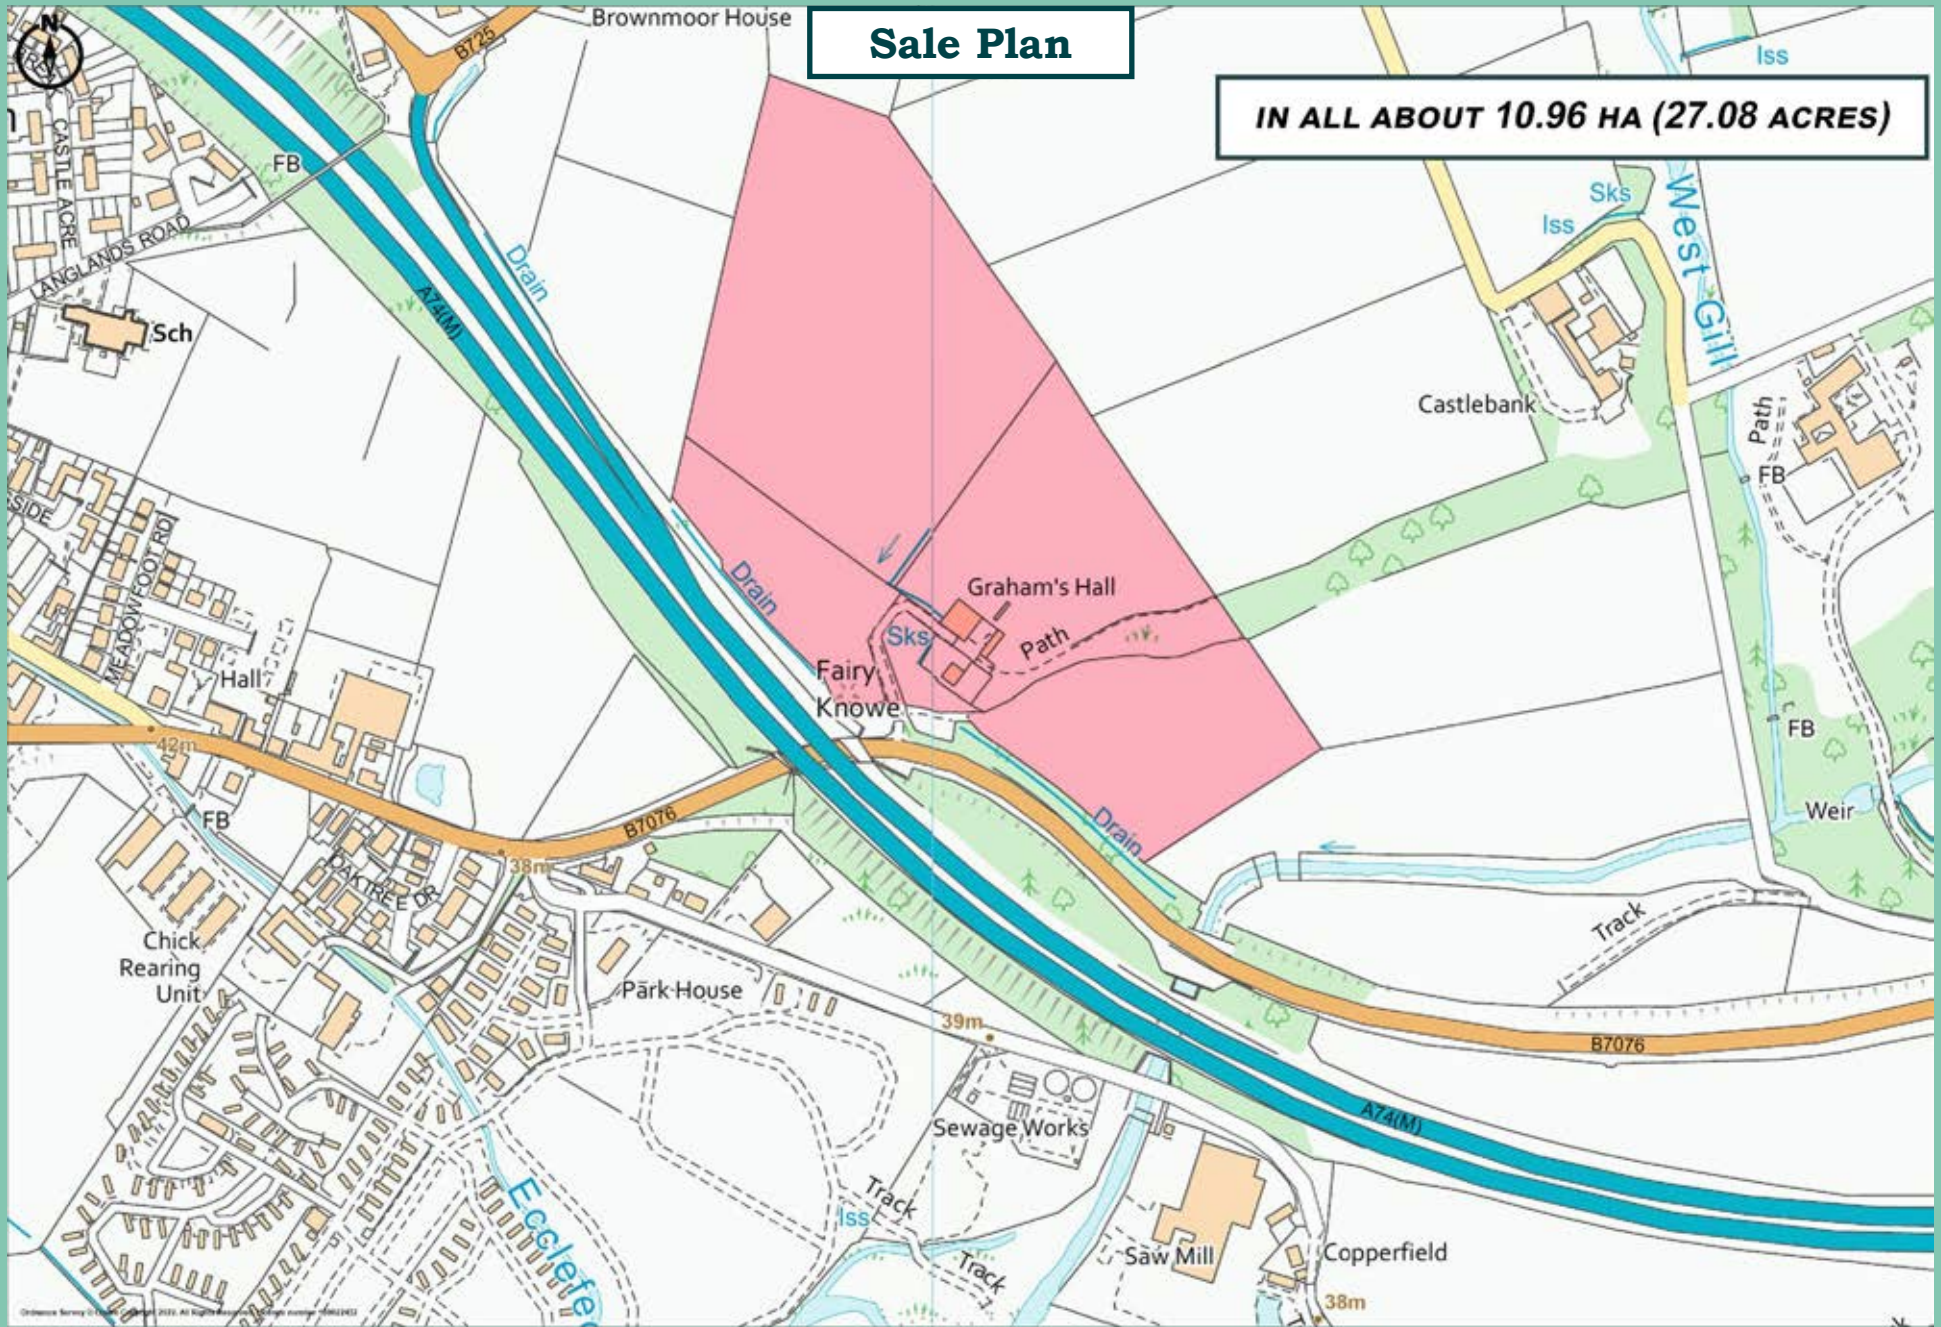 N
Brownmoor House
Sale Plan
B725
Iss
IN ALL ABOUT 10.96 HA (27.08 ACRES)
CASTLE ACRE
FB
Sks
Iss
West Gill
LANGLANDS ROAD
Drain
A74(M)
Sch
Castlebank
Path
FB
SIDE
MEADOWFOOT RD
Drain
Graham's Hall
Sks
Path
Fairy
Knowe
Hall
42m
FB
FB
Weir
B7076
Drain
38m
OAKTREE DR
Chick
Rearing
Unit
Track
Park House
39m
B7076
A74(M)
Sewage Works
Track
Iss
Ecclefe
Track
Saw Mill
Copperfield
38m